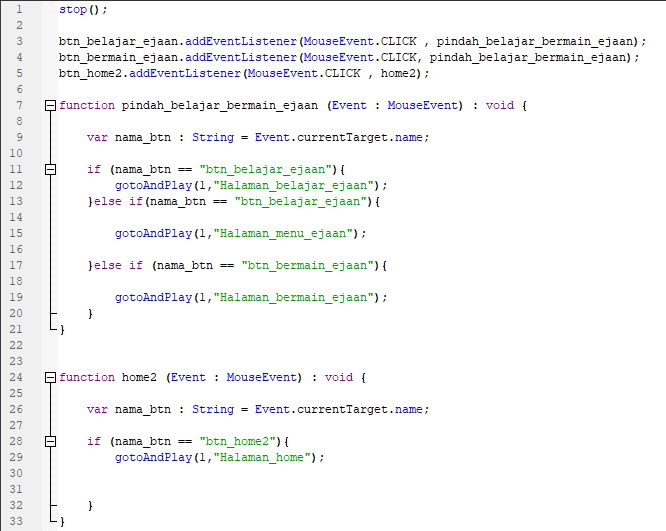 1 stop();
2
3 btn_belajar_ejaan.addEventListener(MouseEvent.CLICK , pindah_belajar_bermain_ejaan);
4 btn_bermain_ejaan.addEventListener(MouseEvent.CLICK, pindah_belajar_bermain_ejaan);
5 btn_home2.addEventListener(MouseEvent.CLICK , home2);
6
7 function pindah_belajar_bermain_ejaan (Event : MouseEvent) : void {
8
9 var nama_btn : String = Event.currentTarget.name;
10
11 if (nama_btn == "btn_belajar_ejaan"){
12 gotoAndPlay(1,"Halaman_belajar_ejaan");
13 }else if(nama_btn == "btn_belajar_ejaan"){
14
15 gotoAndPlay(1,"Halaman_menu_ejaan");
16
17 }else if (nama_btn == "btn_bermain_ejaan"){
18
19 gotoAndPlay(1,"Halaman_bermain_ejaan");
20 }
21 }
22
23
24 function home2 (Event : MouseEvent) : void {
25
26 var nama_btn : String = Event.currentTarget.name;
27
28 if (nama_btn == "btn_home2"){
29 gotoAndPlay(1,"Halaman_home");
30
31
32 }
33 }